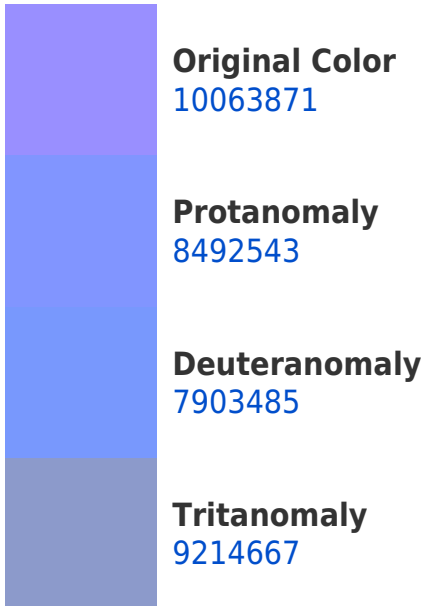 Original Color
10063871
Protanomaly
8492543
Deuteranomaly
7903485
Tritanomaly
9214667